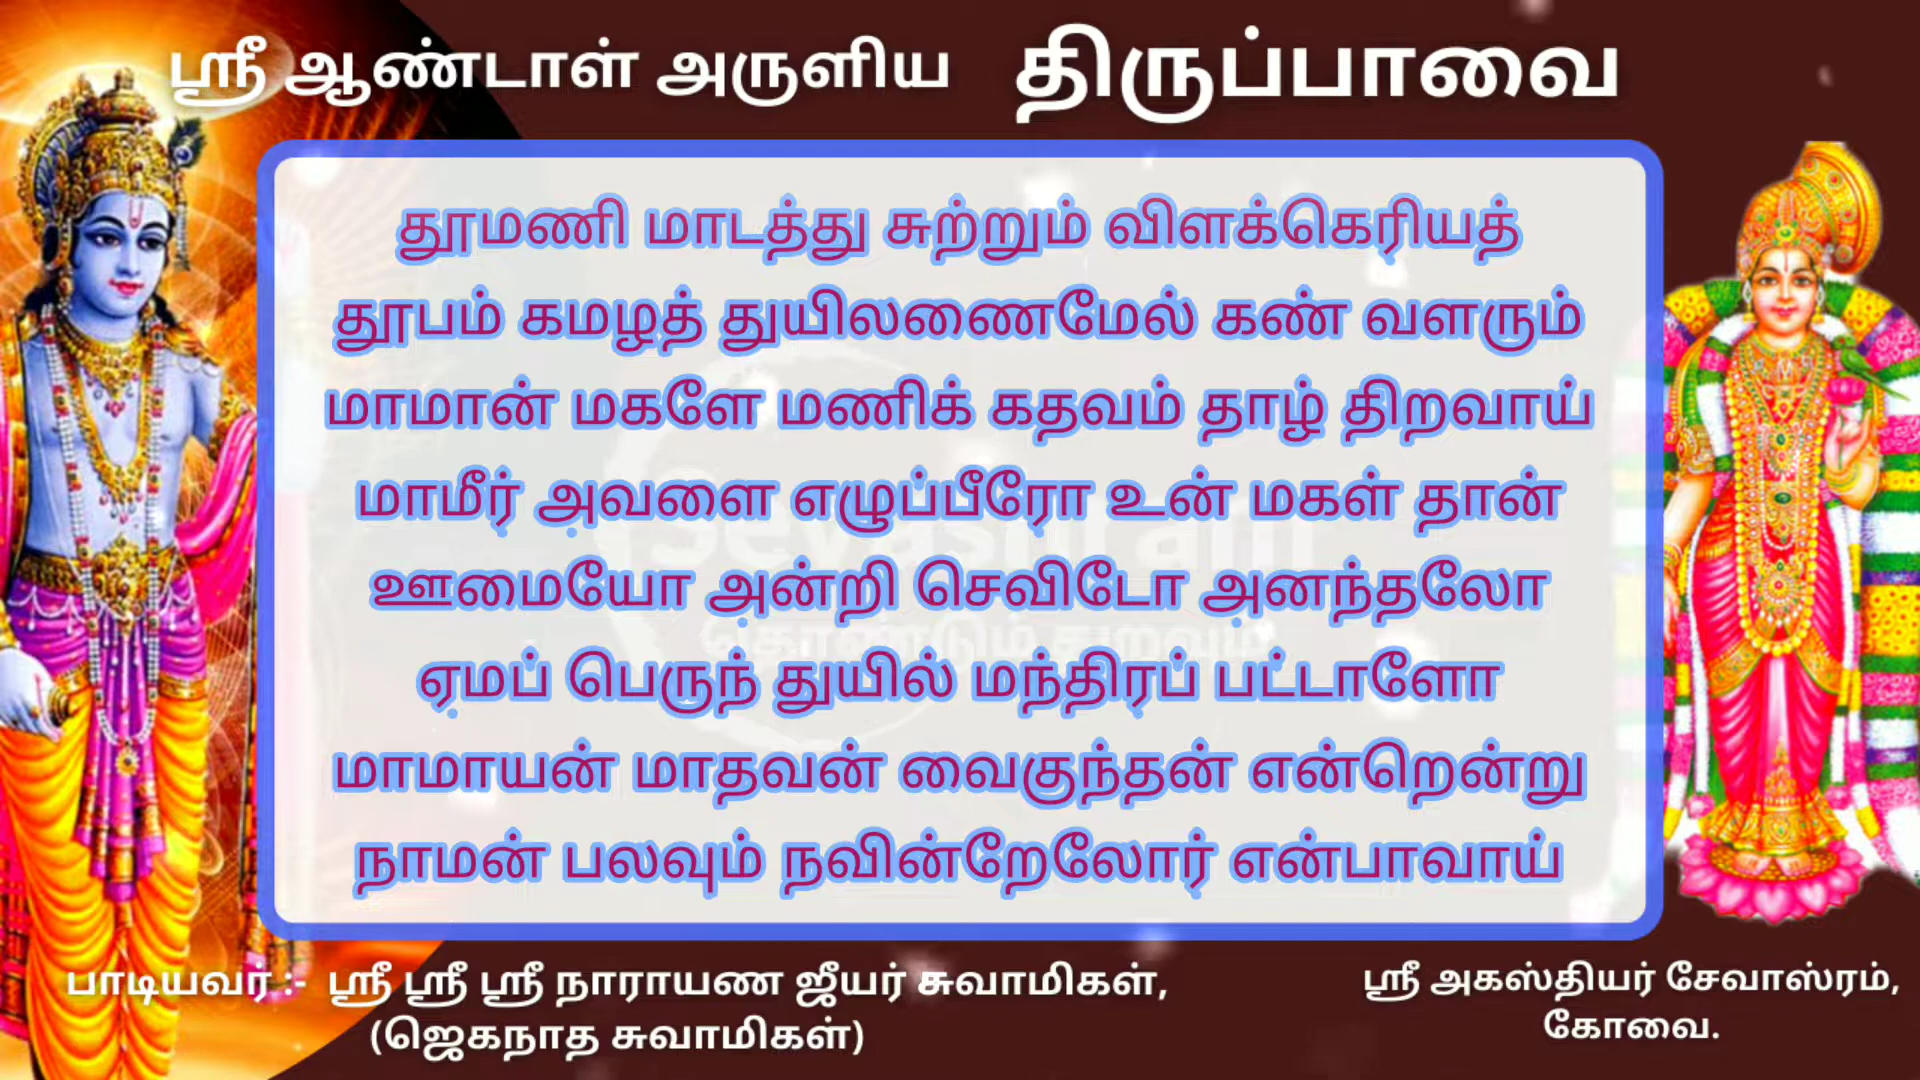 ஸ்ரீ ஆண்டாள் அருளிய திருப்பாவை
தூமணி மாடத்து சுற்றும் விளக்கெரியத்
தூபம் கமழத் துயிலணைமேல் கண் வளரும்
மாமான் மகளே மணிக் கதவம் தாழ் திறவாய்
மாமீர் அவளை எழுப்பீரோ உன் மகள் தான்
ஊமையோ அன்றி செவிடோ அனந்தலோ
ஏமப் பெருந் துயில் மந்திரப் பட்டாளோ
மாமாயன் மாதவன் வைகுந்தன் என்றென்று
நாமன் பலவும் நவின்றேலோர் என்பாவாய்
Sevashram
கொண்டும் சுறவும்
பாடியவர் :- ஸ்ரீ ஸ்ரீ ஸ்ரீ நாராயண ஜீயர் சுவாமிகள்,
(ஜெகநாத சுவாமிகள்)
ஸ்ரீ அகஸ்தியர் சேவாஸ்ரம்,
கோவை.